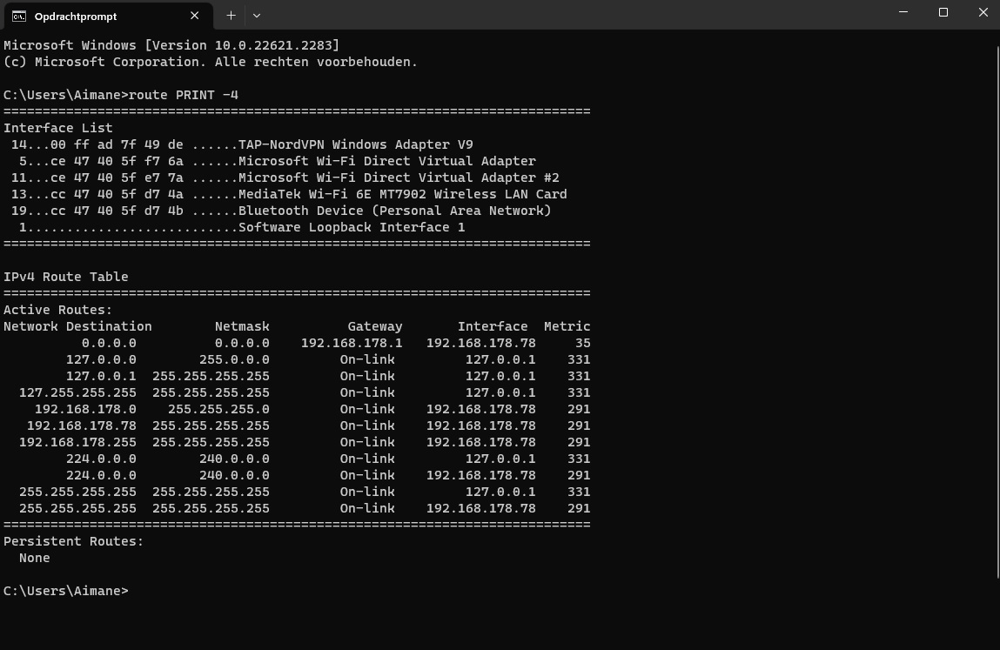 Opdrachtprompt
Microsoft Windows [Version 10.0.22621.2283]
(c) Microsoft Corporation. Alle rechten voorbehouden.
C:\Users\Aimane>route PRINT -4
===========================================================================
Interface List
 14...00 ff ad 7f 49 de ......TAP-NordVPN Windows Adapter V9
  5...ce 47 40 5f f7 6a ......Microsoft Wi-Fi Direct Virtual Adapter
 11...ce 47 40 5f e7 7a ......Microsoft Wi-Fi Direct Virtual Adapter #2
 13...cc 47 40 5f d7 4a ......MediaTek Wi-Fi 6E MT7902 Wireless LAN Card
 19...cc 47 40 5f d7 4b ......Bluetooth Device (Personal Area Network)
  1...........................Software Loopback Interface 1
===========================================================================
IPv4 Route Table
===========================================================================
Active Routes:
Network Destination        Netmask          Gateway       Interface  Metric
          0.0.0.0          0.0.0.0    192.168.178.1   192.168.178.78     35
        127.0.0.0        255.0.0.0         On-link         127.0.0.1    331
        127.0.0.1  255.255.255.255         On-link         127.0.0.1    331
  127.255.255.255  255.255.255.255         On-link         127.0.0.1    331
    192.168.178.0    255.255.255.0         On-link    192.168.178.78    291
   192.168.178.78  255.255.255.255         On-link    192.168.178.78    291
  192.168.178.255  255.255.255.255         On-link    192.168.178.78    291
        224.0.0.0        240.0.0.0         On-link         127.0.0.1    331
        224.0.0.0        240.0.0.0         On-link    192.168.178.78    291
  255.255.255.255  255.255.255.255         On-link         127.0.0.1    331
  255.255.255.255  255.255.255.255         On-link    192.168.178.78    291
===========================================================================
Persistent Routes:
  None
C:\Users\Aimane>